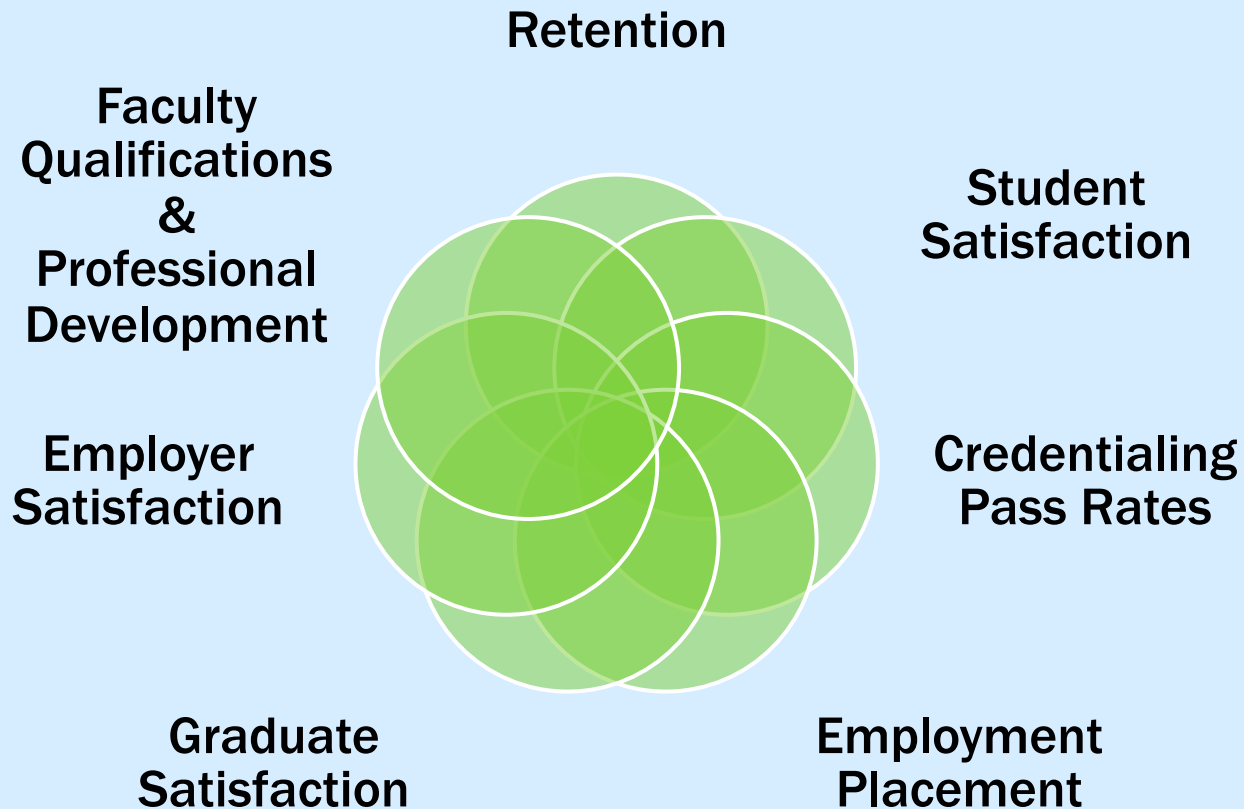 Retention
Faculty
Qualifications
&
Professional
Development
Student
Satisfaction
Employer
Satisfaction
Credentialing
Pass Rates
Graduate
Satisfaction
Employment
Placement